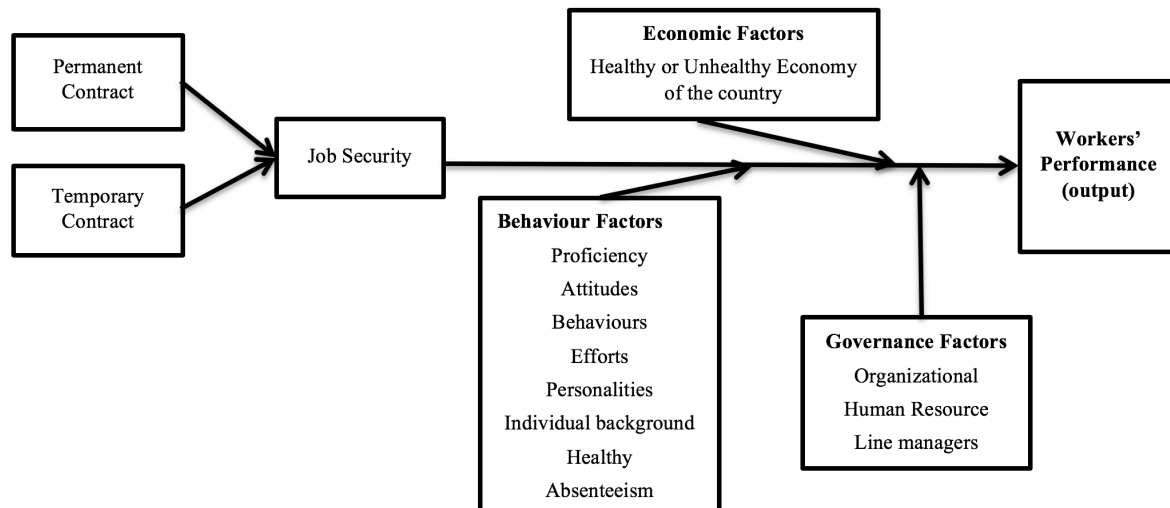 Permanent
Contract
Temporary
Contract
Job Security
Economic Factors
Healthy or Unhealthy Economy
of the country
Behaviour Factors
Proficiency
Attitudes
Behaviours
Efforts
Personalities
Individual background
Healthy
Absenteeism
Governance Factors
Organizational
Human Resource
Line managers
Workers’
Performance
(output)